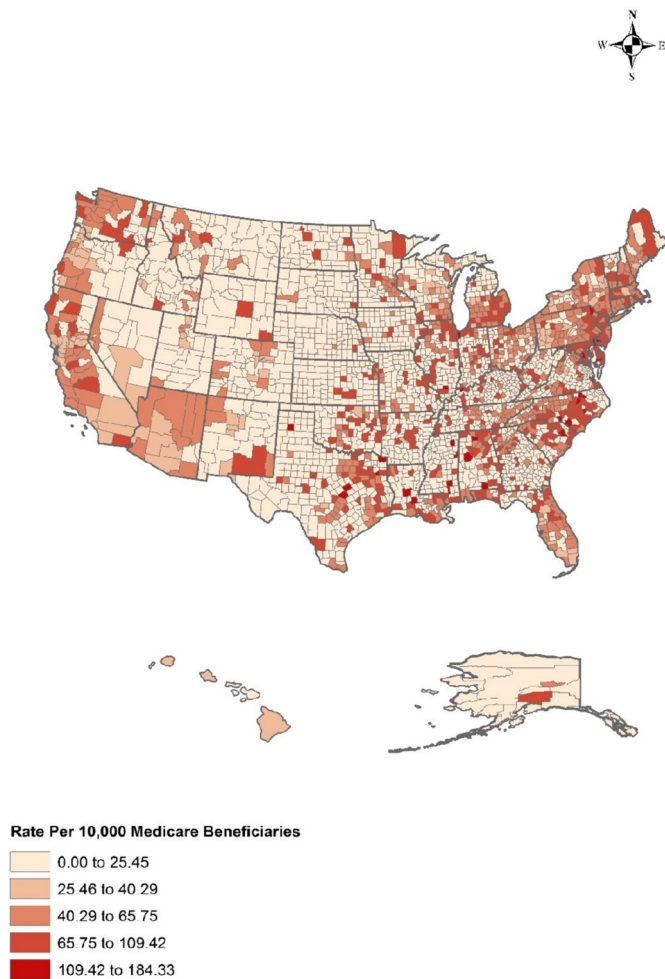 N
W E
S
Rate Per 10,000 Medicare Beneficiaries
0.00 to 25.45
25.46 to 40.29
40.29 to 65.75
65.75 to 109.42
109.42 to 184.33